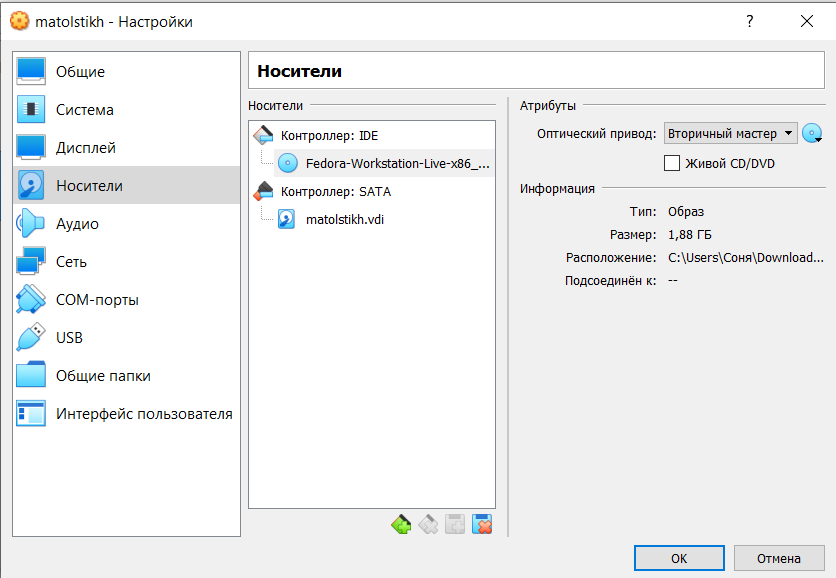 matolstikh - Настройки
?
Общие
Система
Дисплей
Носители
Аудио
Сеть
COM-порты
USB
Общие папки
Интерфейс пользователя
Носители
Носители
Контроллер: IDE
Fedora-Workstation-Live-x86_...
Контроллер: SATA
matolstikh.vdi
Атрибуты
Оптический привод: Вторичный мастер
Живой CD/DVD
Информация
Тип: Образ
Размер: 1,88 ГБ
Расположение: C:\Users\Соня\Download...
Подсоединён к: --
OK Отмена